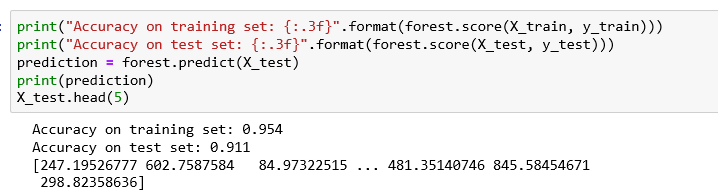 print("Accuracy on training set: {:.3f}".format(forest.score(X_train, y_train)))
print("Accuracy on test set: {:.3f}".format(forest.score(X_test, y_test)))
prediction = forest.predict(X_test)
print(prediction)
X_test.head(5)
Accuracy on training set: 0.954
Accuracy on test set: 0.911
[247.19526777 602.7587584   84.97322515 ... 481.35140746 845.58454671
 298.82358636]